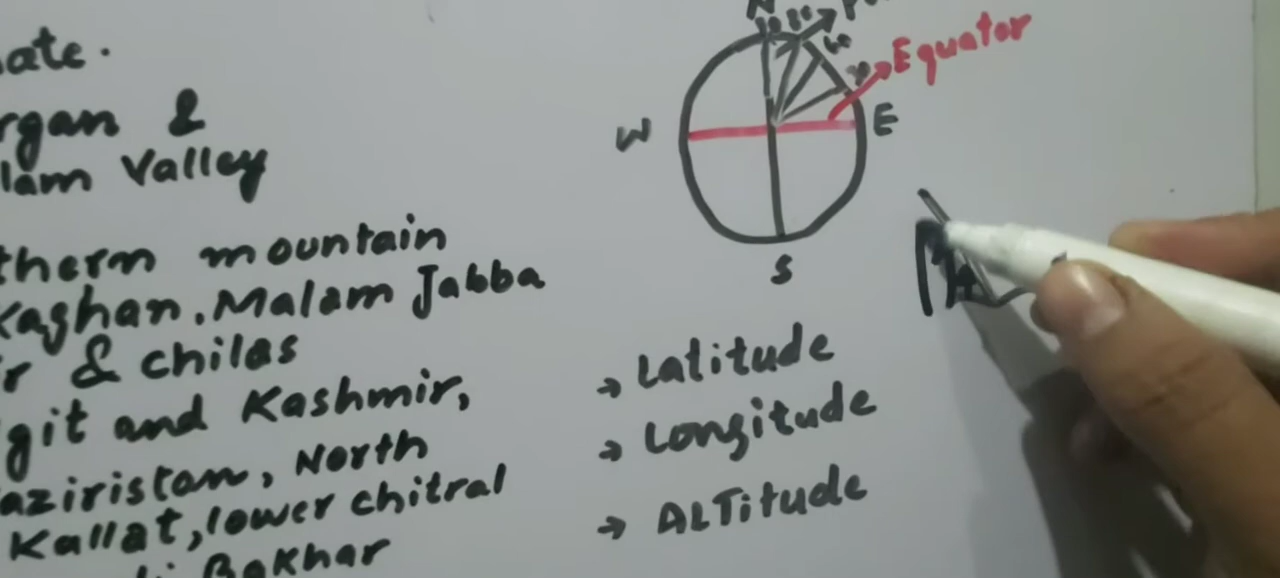 ate.
rgan &
lam Valley
therm mountain
Kaghan. Malam Jabba
r & chilas
git and Kashmir,
aziristan, North
Kallat, lower chitral
Bakhar
N
Equator
W
E
S
→ Latitude
→ Longitude
→ ALTitude